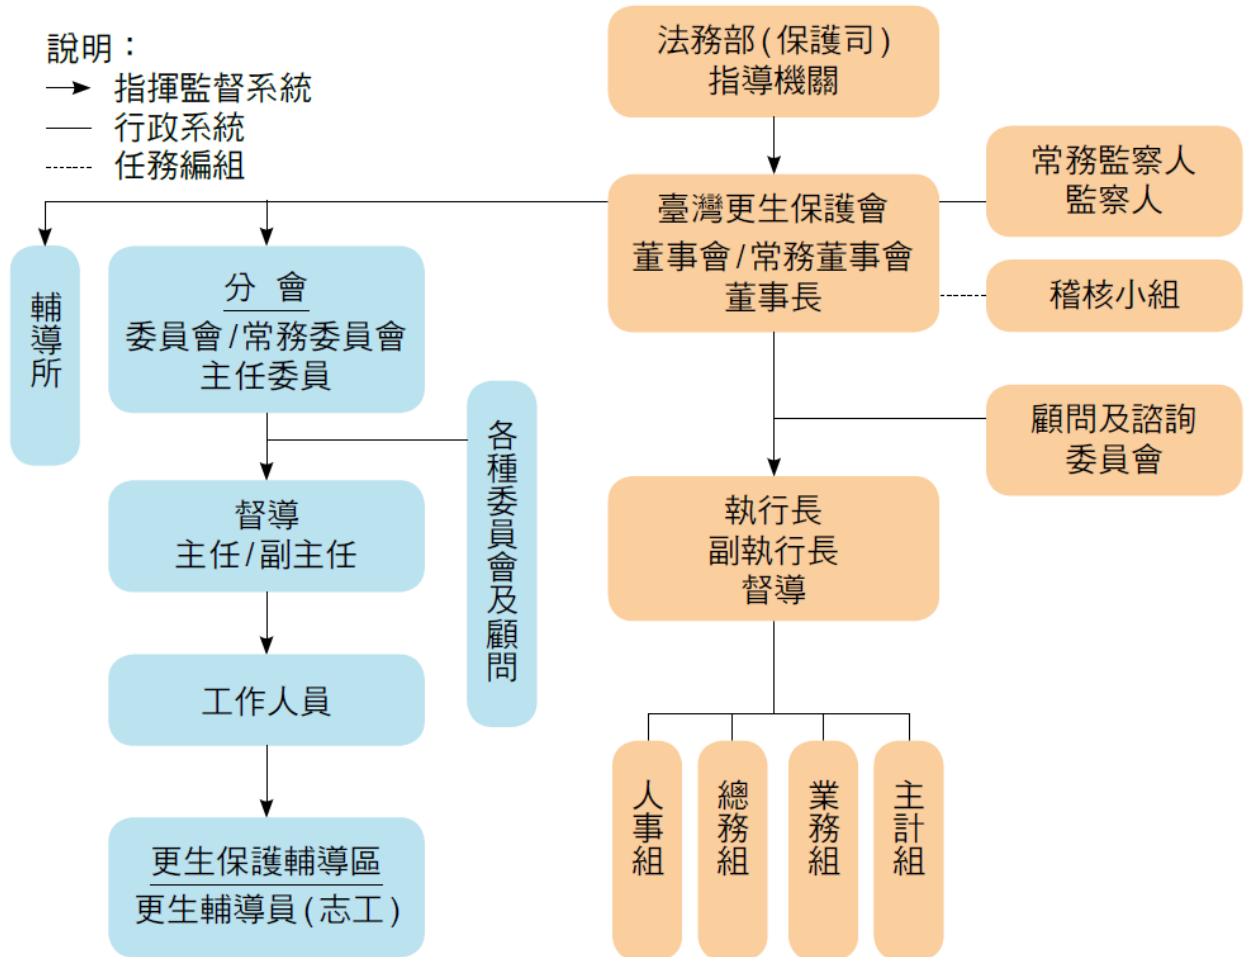 說明：
指揮監督系統
行政系統
任務編組
法務部(保護司)
指導機關
臺灣更生保護會
董事會/常務董事會
董事長
常務監察人
監察人
稽核小組
顧問及諮詢
委員會
執行長
副執行長
督導
人事組
總務組
業務組
主計組
輔導所
分 會
委員會/常務委員會
主任委員
各種委員會及顧問
督導
主任/副主任
工作人員
更生保護輔導區
更生輔導員(志工)